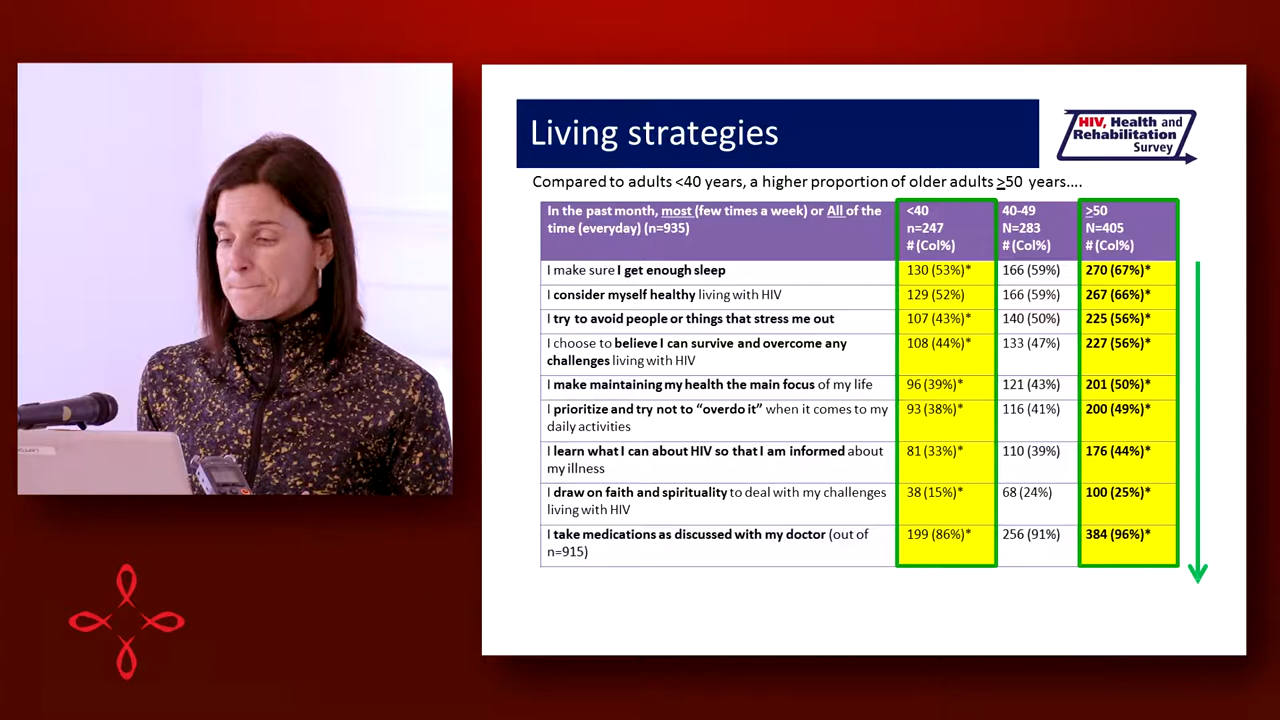 Living strategies
HIV, Health and
Rehabilitation
Survey
Compared to adults <40 years, a higher proportion of older adults >50 years....
In the past month, most (few times a week) or All of the
time (everyday) (n=935)
<40
n=247
# (Col%)
40-49
N=283
# (Col%)
>50
N=405
# (Col%)
I make sure I get enough sleep
130 (53%)*
166 (59%)
270 (67%)*
I consider myself healthy living with HIV
129 (52%)
166 (59%)
267 (66%)*
I try to avoid people or things that stress me out
107 (43%)*
140 (50%)
225 (56%)*
I choose to believe I can survive and overcome any
challenges living with HIV
108 (44%)*
133 (47%)
227 (56%)*
I make maintaining my health the main focus of my life
96 (39%)*
121 (43%)
201 (50%)*
I prioritize and try not to “overdo it” when it comes to my
daily activities
93 (38%)*
116 (41%)
200 (49%)*
I learn what I can about HIV so that I am informed about
my illness
81 (33%)*
110 (39%)
176 (44%)*
I draw on faith and spirituality to deal with my challenges
living with HIV
38 (15%)*
68 (24%)
100 (25%)*
I take medications as discussed with my doctor (out of
n=915)
199 (86%)*
256 (91%)
384 (96%)*